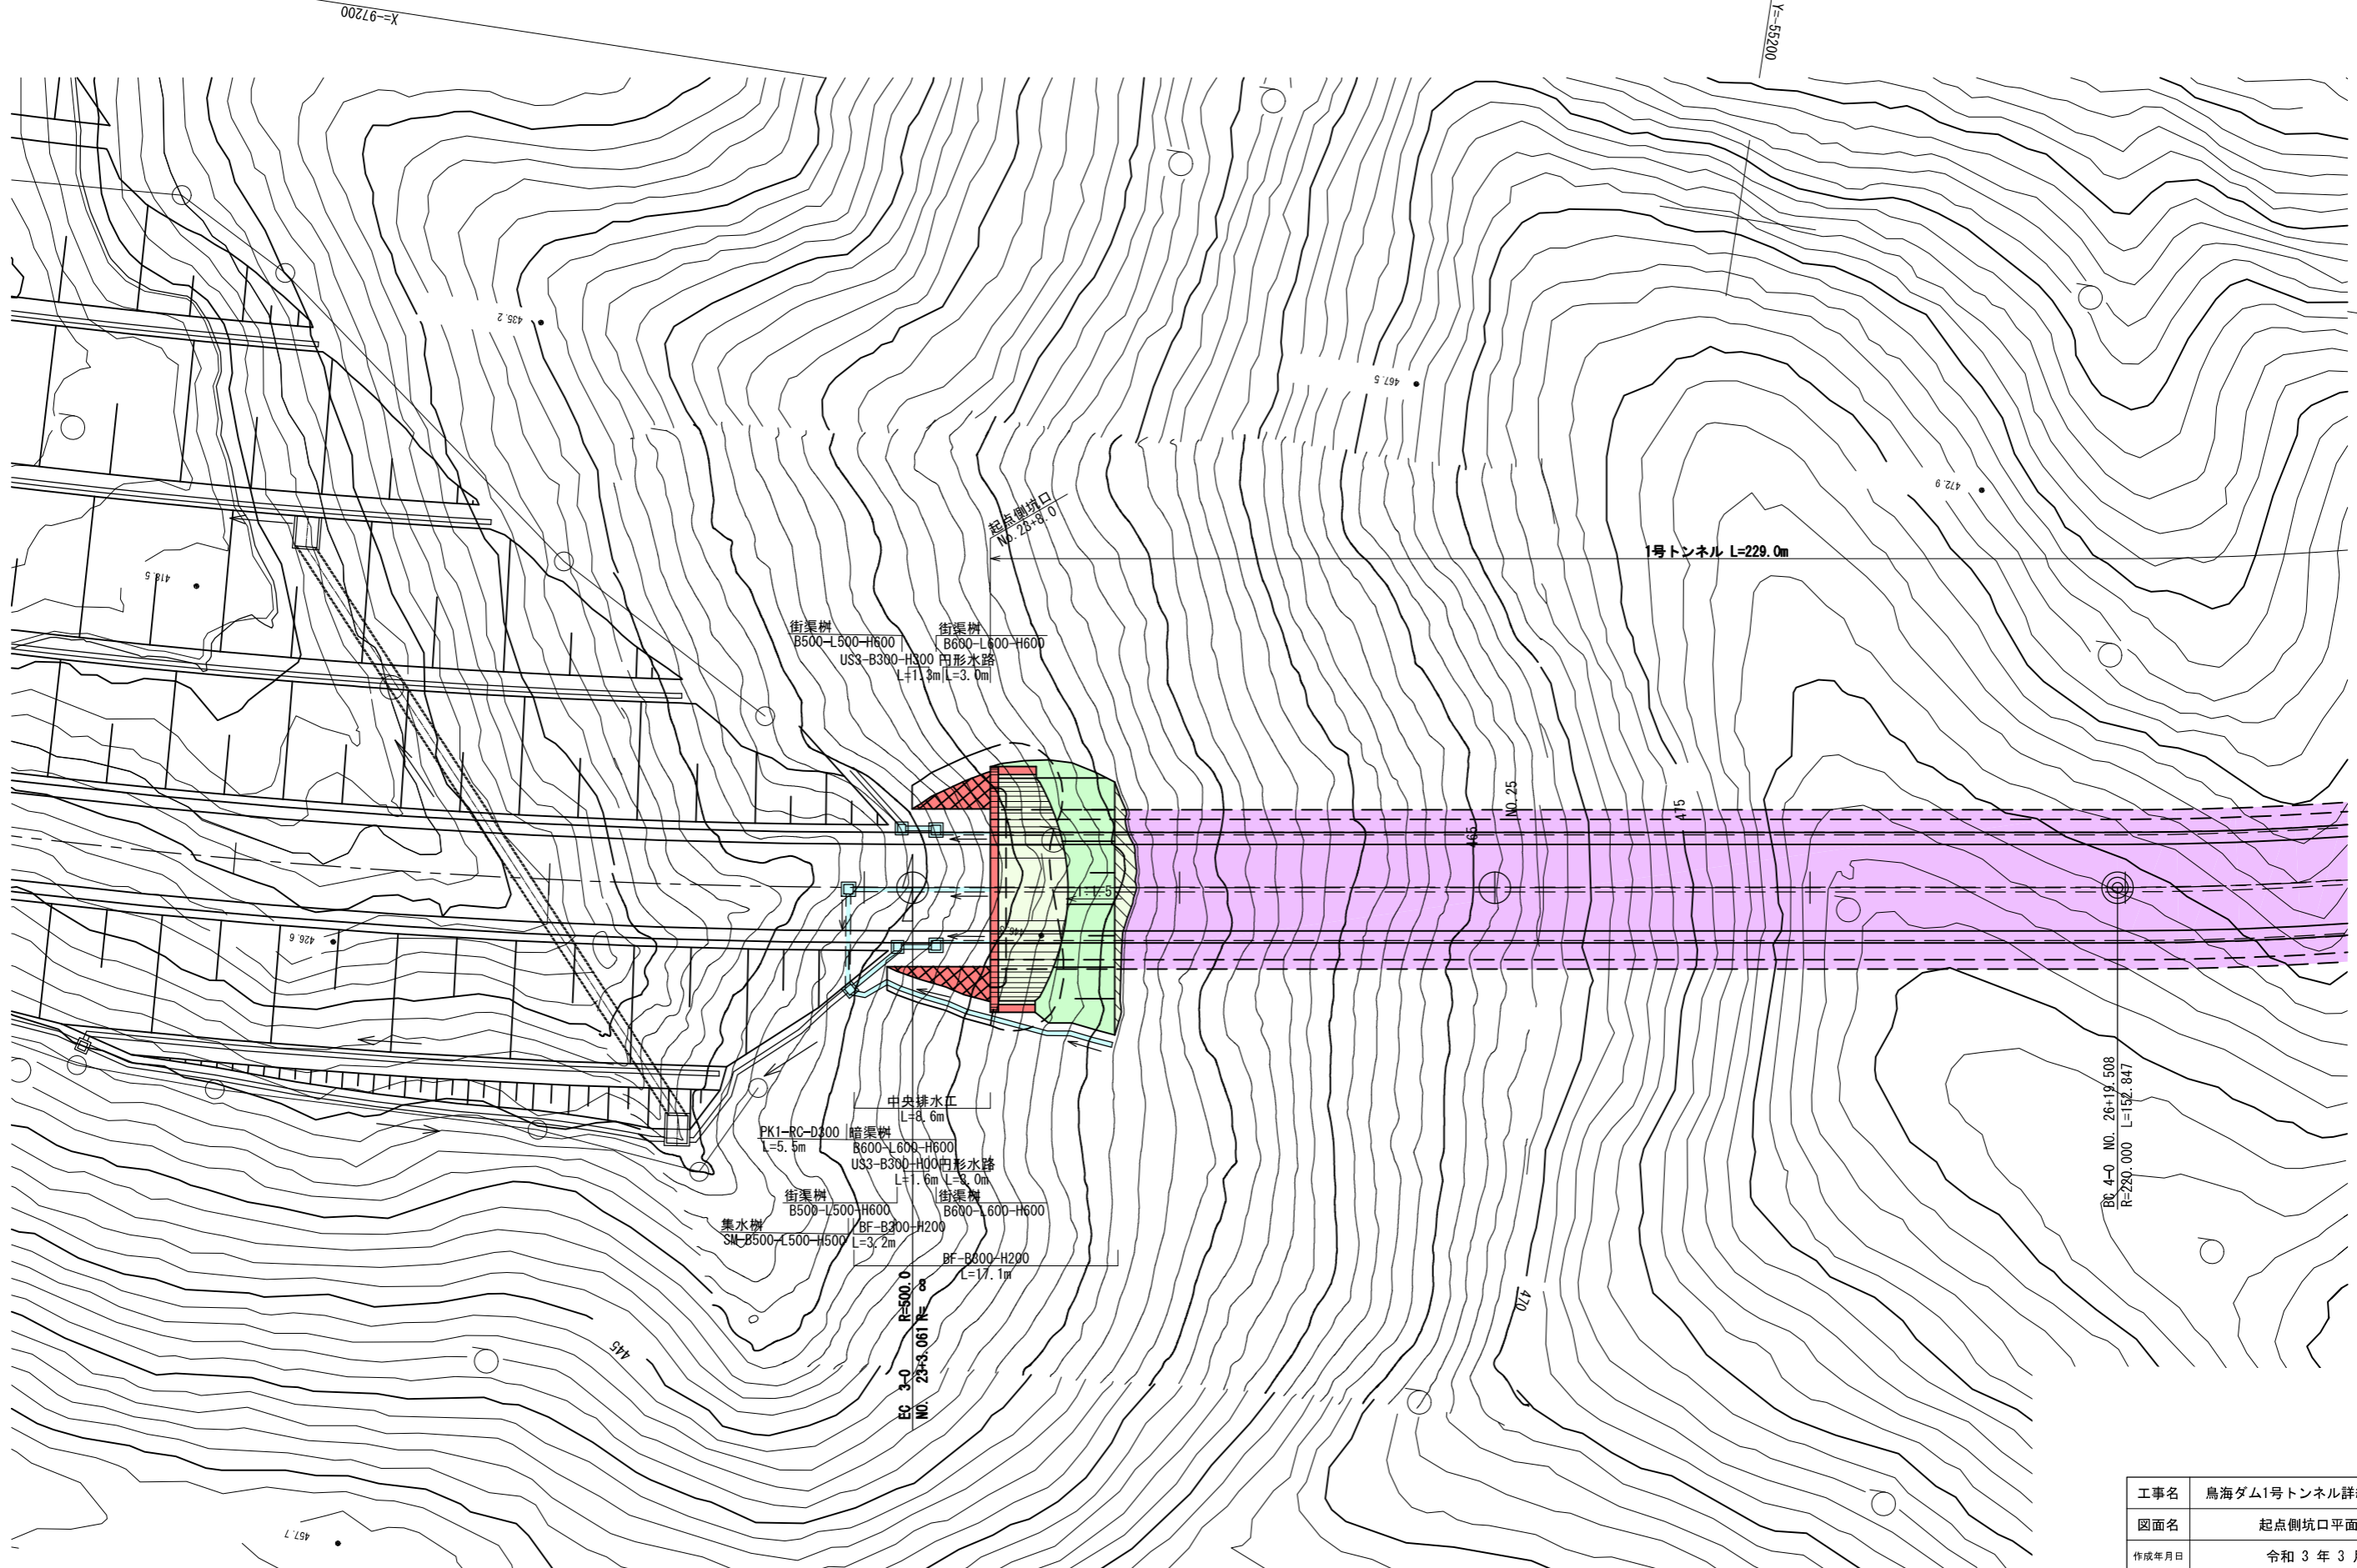 X=-97200
Y=-55200
435.2
467.5
472.9
418.5
起点側坑口
No.23+8.0
1号トンネル L=229.0m
街渠桝
B500-L500-H600
街渠桝
B600-L600-H600
US3-B300-H300
円形水路
L=1.3m
L=3.0m
NO.25
475
465
1:1.5
426.6
中央排水工
L=8.6m
PK1-RC-D300
L=5.5m
暗渠桝
B600-L600-H600
円形水路
L=1.6m
街渠桝
B500-L500-H600
街渠桝
B600-L600-H600
集水桝
SM-B500-L500-H500
BF-B300-H200
L=3.2m
BF-B300-H200
L=17.1m
EC 3-0 R=500.0
NO. 23+3.061 R= ∞
BC 4-0 NO. 26+19.508
R=220.000 L=152.847
470
445
457.7
工事名
鳥海ダム1号トンネル詳
図面名
起点側坑口平面
作成年月日
令和 3 年 3